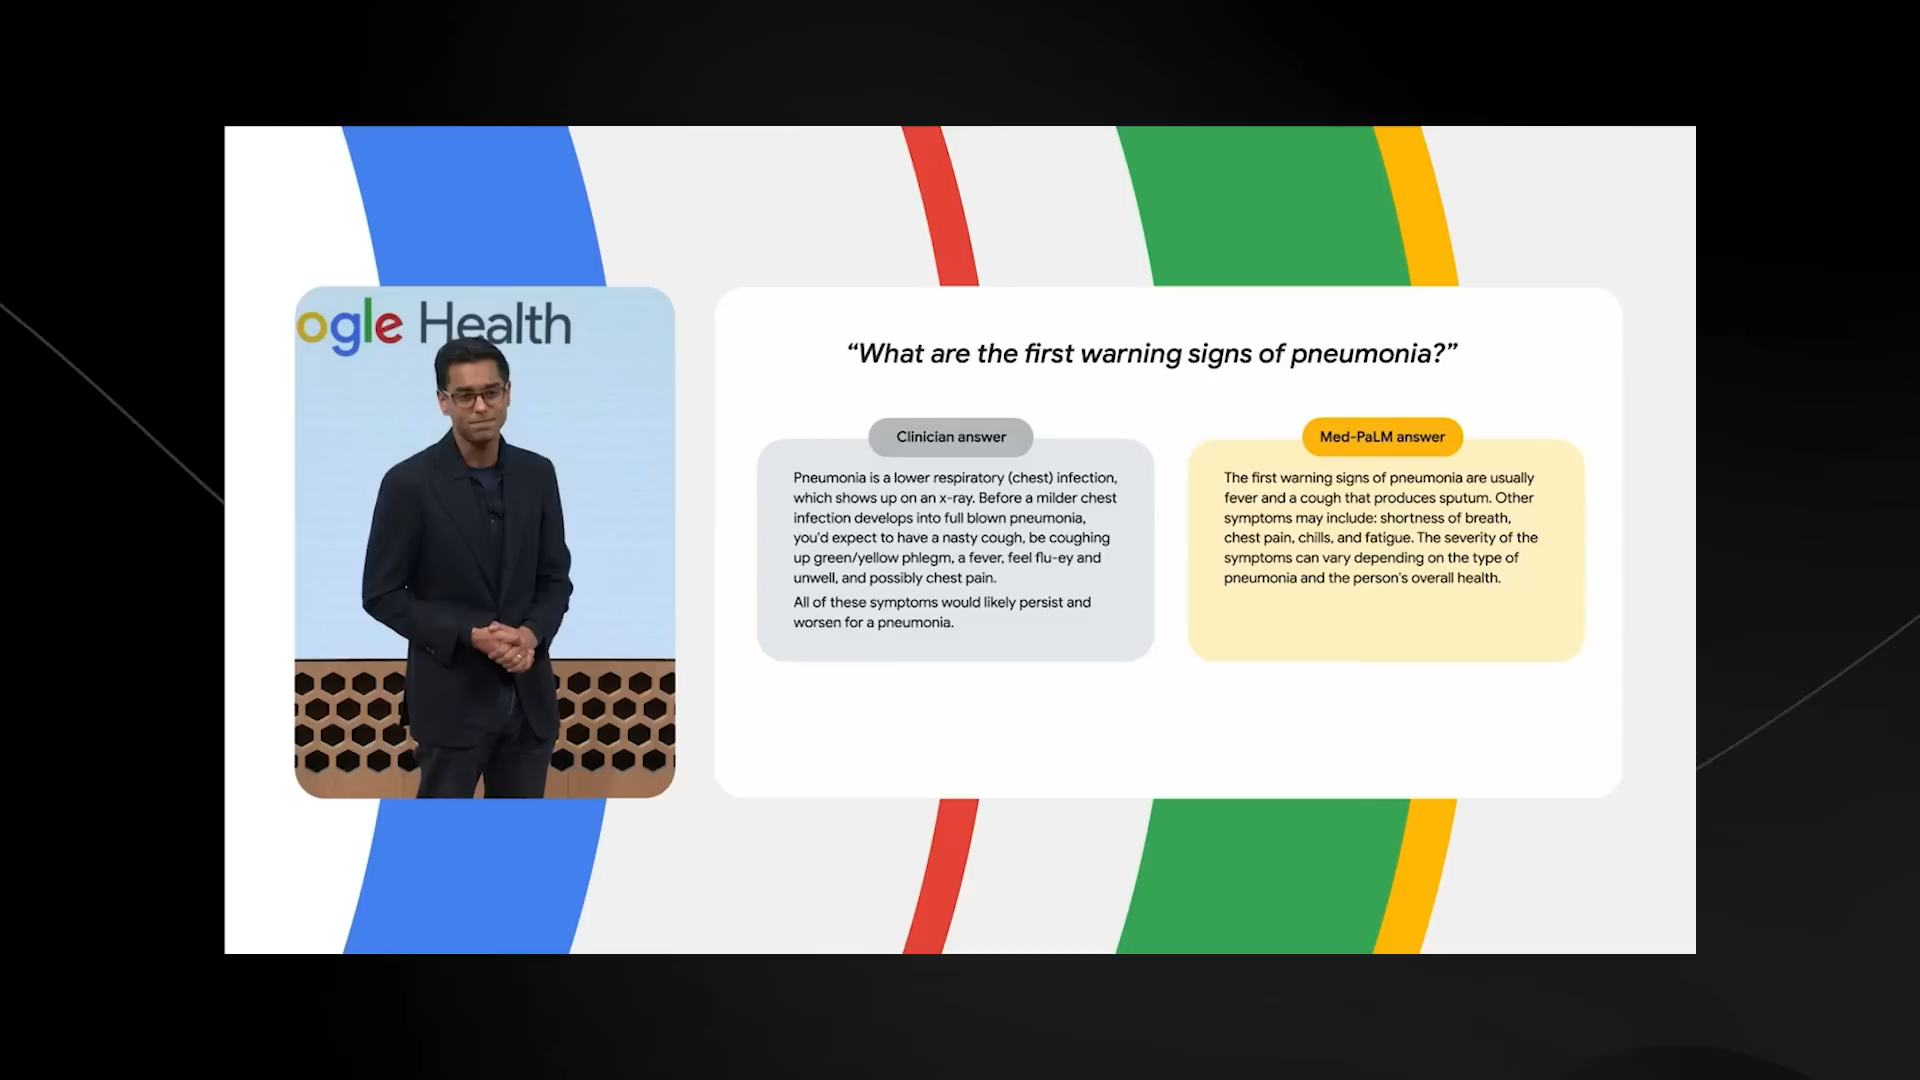 ogle Health
“What are the first warning signs of pneumonia?”
Clinician answer
Pneumonia is a lower respiratory (chest) infection,
which shows up on an x-ray. Before a milder chest
infection develops into full blown pneumonia,
you'd expect to have a nasty cough, be coughing
up green/yellow phlegm, a fever, feel flu-ey and
unwell, and possibly chest pain.
All of these symptoms would likely persist and
worsen for a pneumonia.
Med-PaLM answer
The first warning signs of pneumonia are usually
fever and a cough that produces sputum. Other
symptoms may include: shortness of breath,
chest pain, chills, and fatigue. The severity of the
symptoms can vary depending on the type of
pneumonia and the person's overall health.